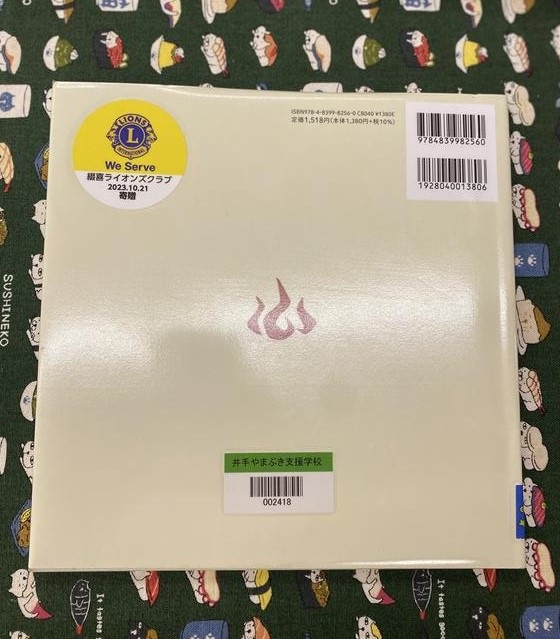 ISBN978-4-8399-8256-0 C8040 ¥1380E
定価1,518円(本体1,380円+税10%)
9784839982560
1928040013806
LIONS
L
INTERNATIONAL
We Serve
綴喜ライオンズクラブ
2023.10.21
寄贈
井手やまぶき支援学校
002418
SUSHINEKO
It tastes
It tastes good